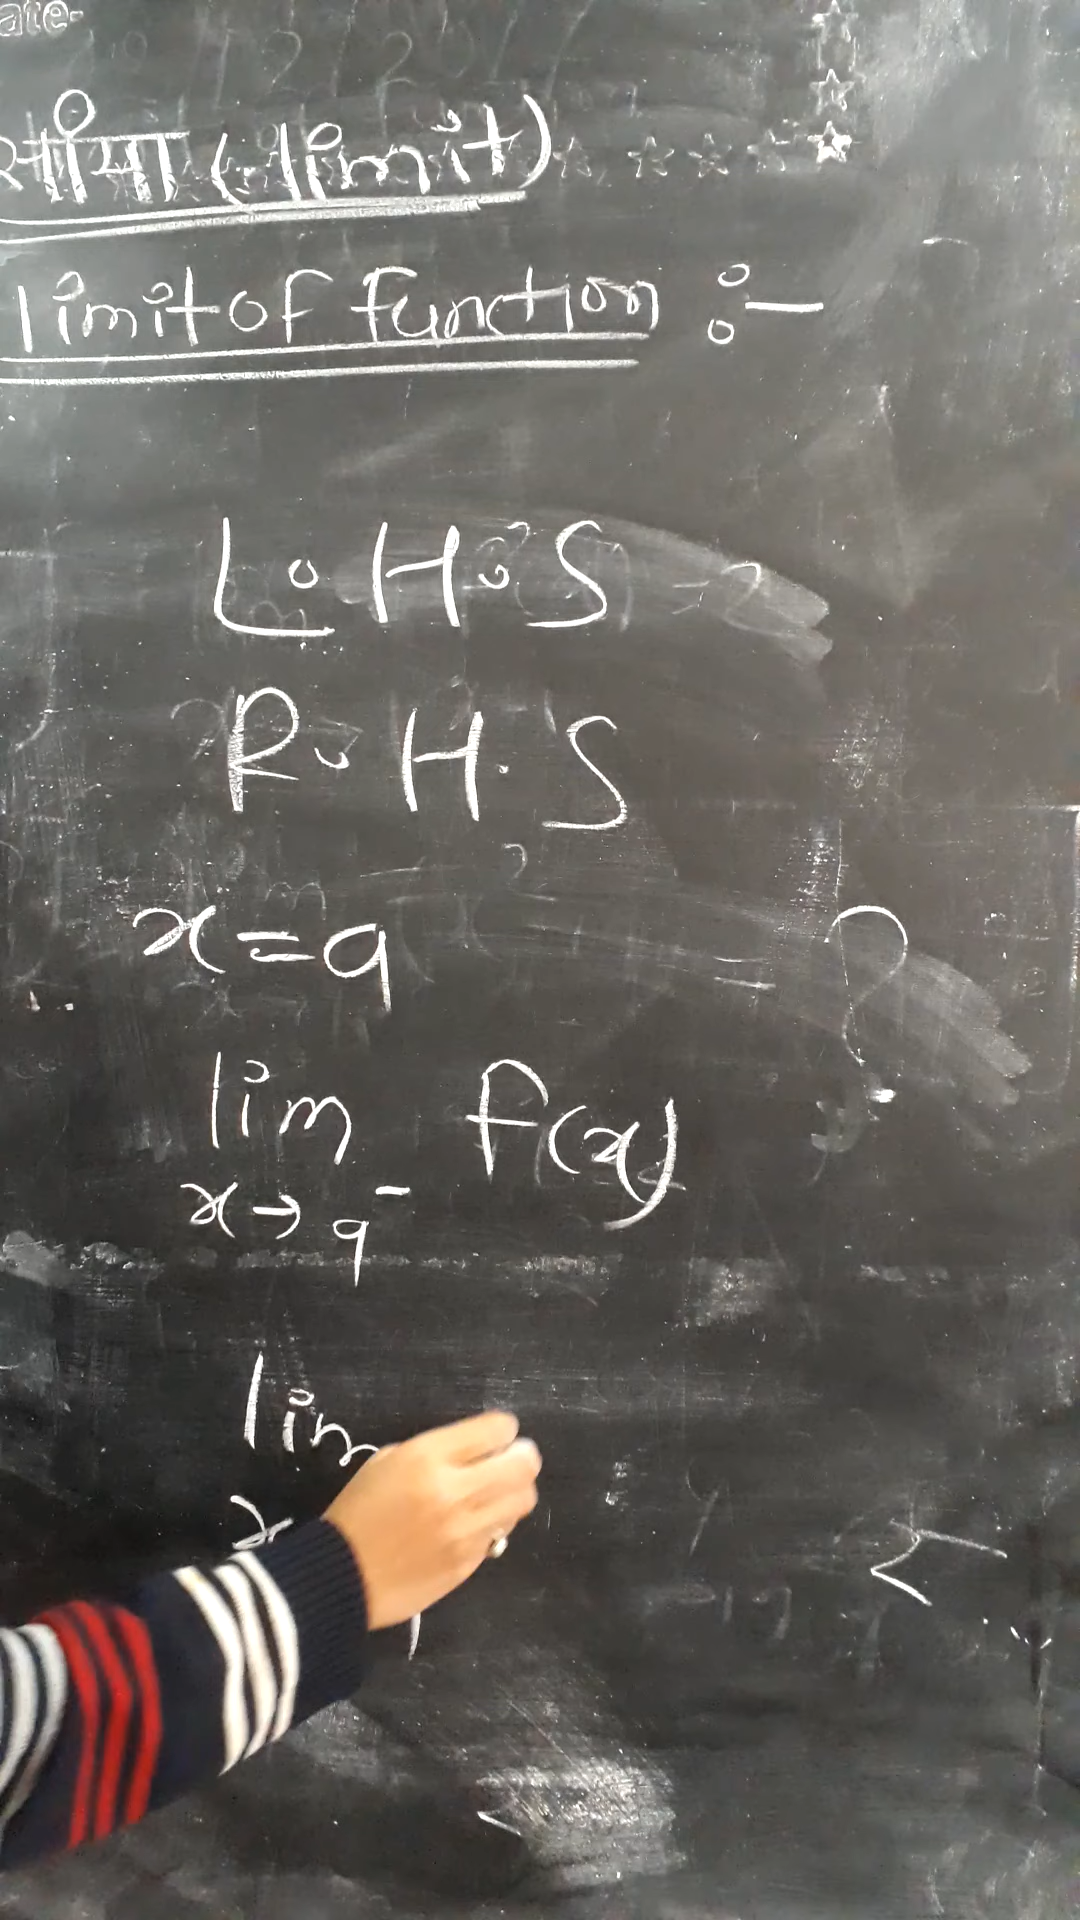 सीमा (limit)
limit of function :-
L.H.S
R.H.S
x = a
lim f(x)
x → a⁻
lim
x